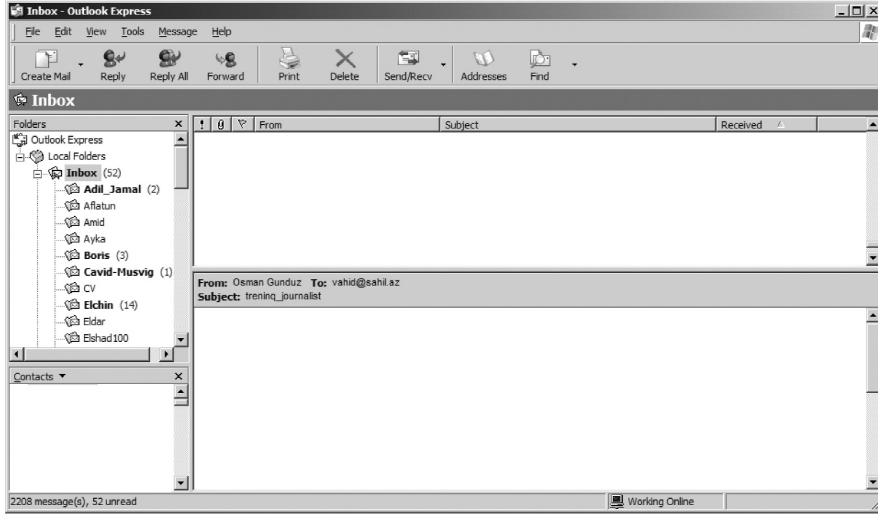 Inbox - Outlook Express
File Edit View Tools Message Help
Create Mail Reply Reply All Forward Print Delete Send/Recv Addresses Find
Inbox
Folders
! From Subject Received
Outlook Express
Local Folders
Inbox (52)
Adil_Jamal (2)
Aflatun
Amid
Ayka
Boris (3)
Cavid-Musvig (1)
CV
Elchin (14)
Eldar
Elshad100
From: Osman Gunduz To: vahid@sahil.az
Subject: treninq_journalist
Contacts
2208 message(s), 52 unread
Working Online